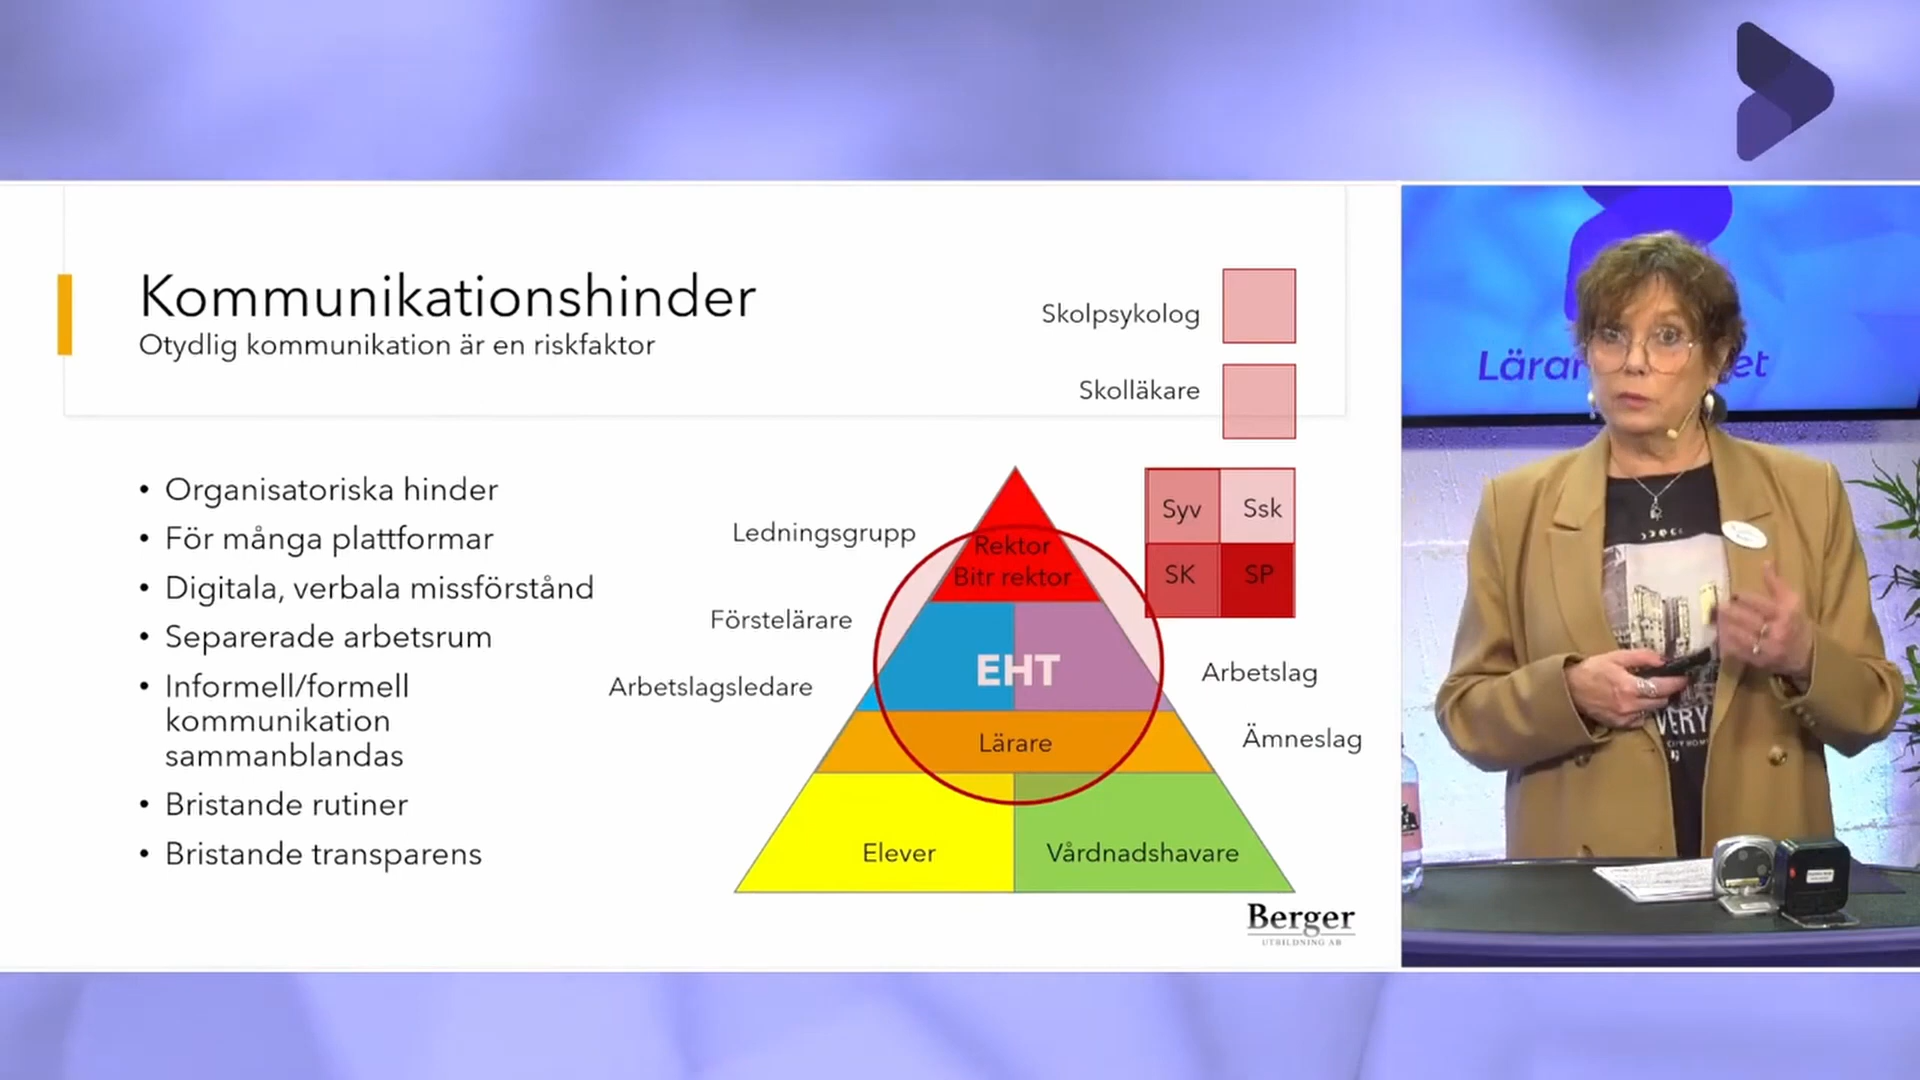 Kommunikationshinder
Otydlig kommunikation är en riskfaktor
• Organisatoriska hinder
• För många plattformar
• Digitala, verbala missförstånd
• Separerade arbetsrum
• Informell/formell
kommunikation
sammanblandas
• Bristande rutiner
• Bristande transparens
Skolpsykolog
Skolläkare
Syv
Ssk
SK
SP
Ledningsgrupp
Rektor
Bitr rektor
Förstelärare
EHT
Arbetslagsledare
Arbetslag
Lärare
Ämneslag
Elever
Vårdnadshavare
Berger
UTBILDNING AB
VERY